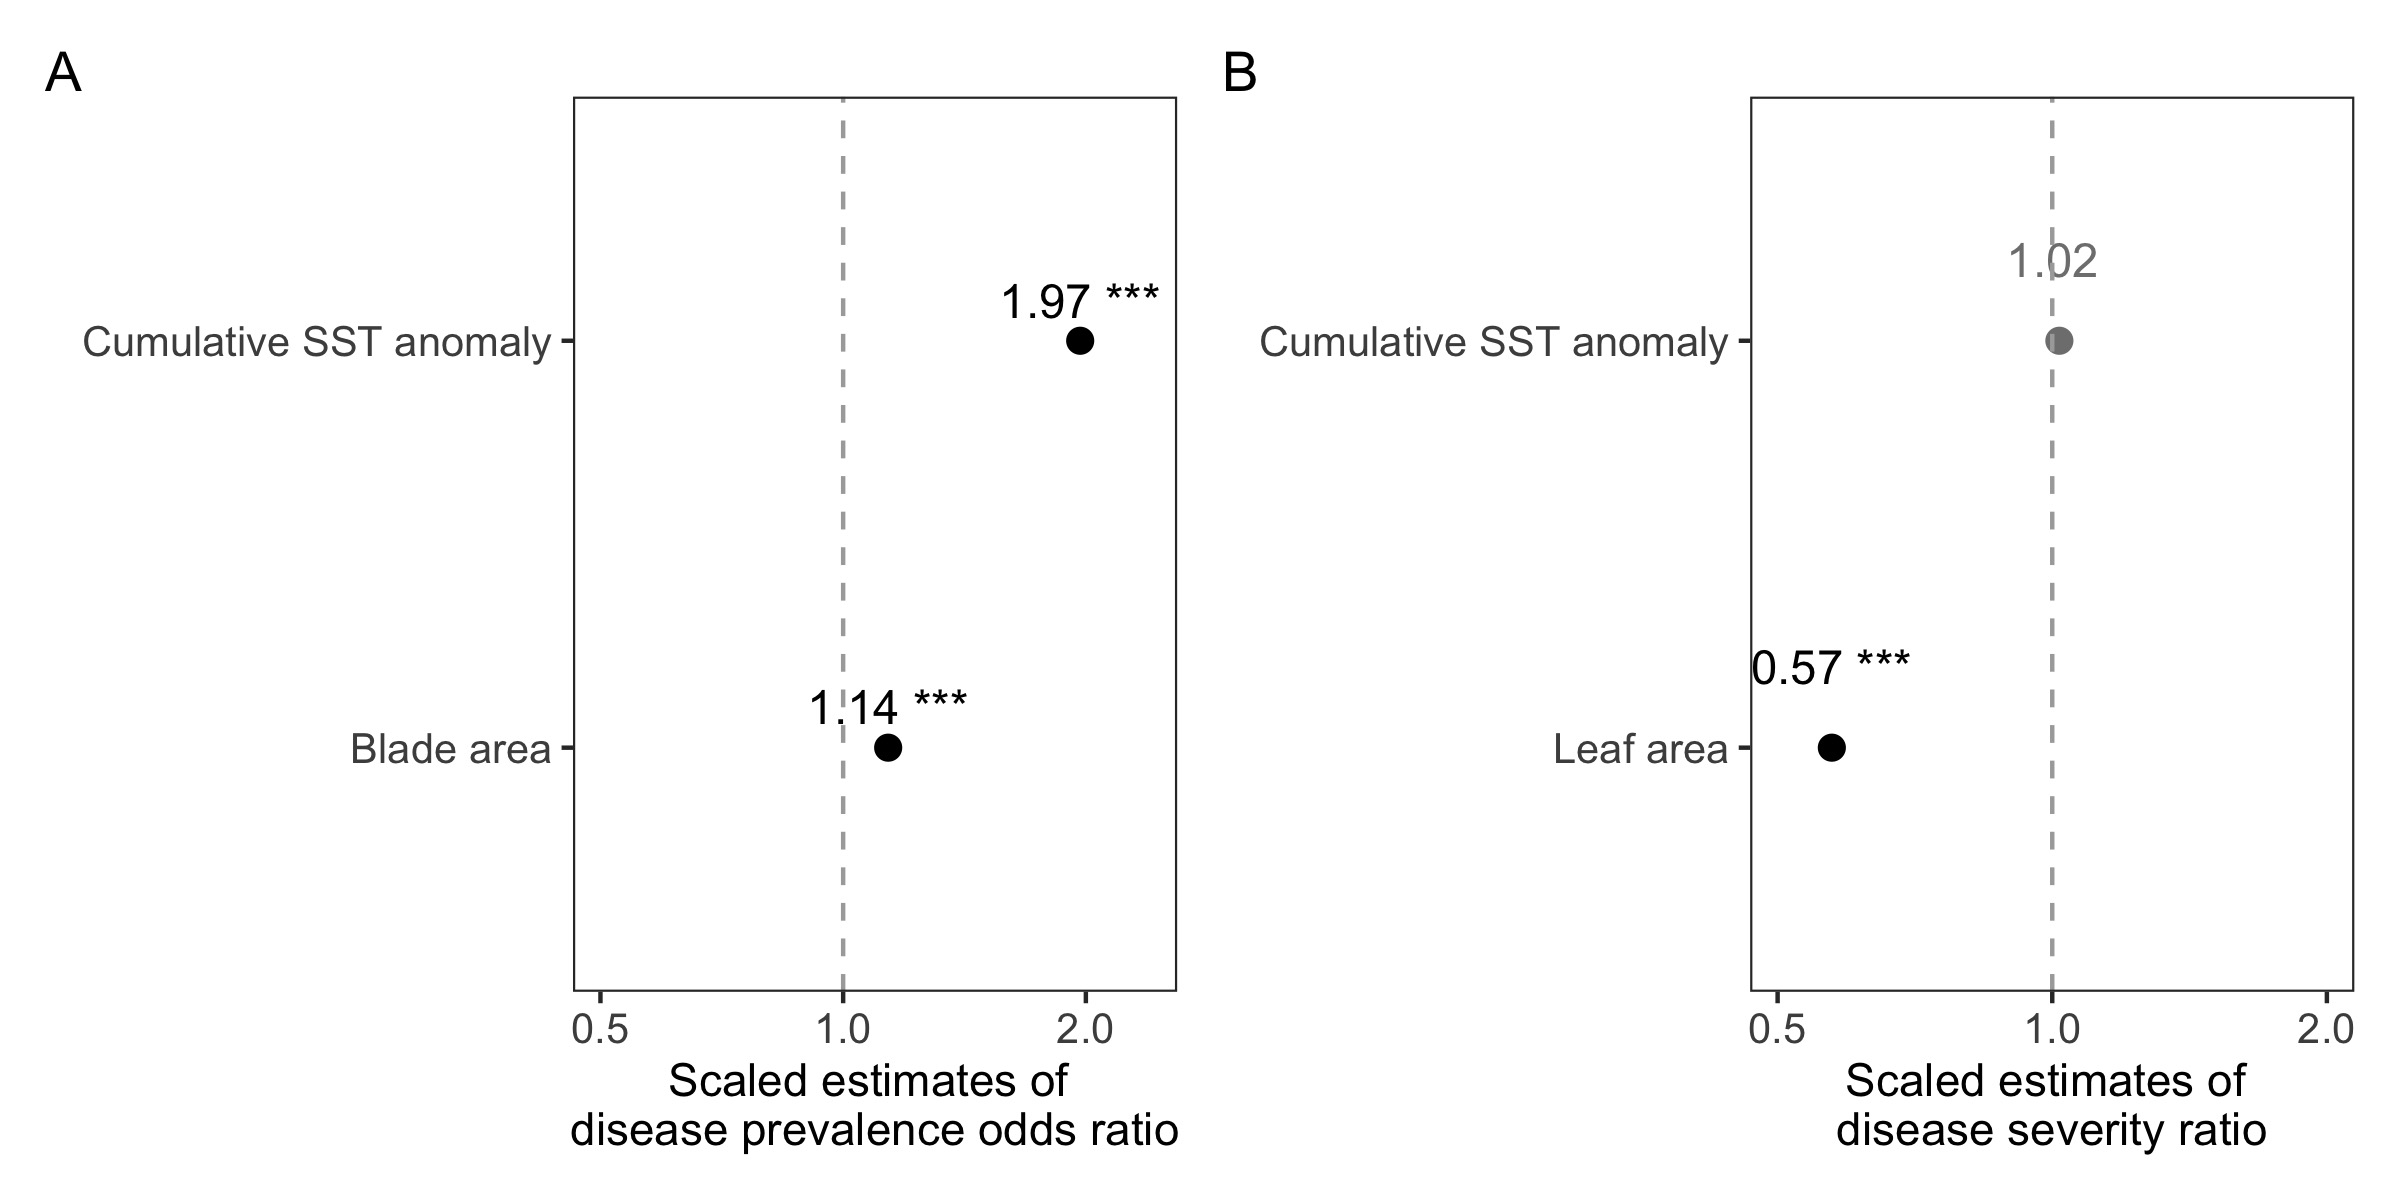 A
1.97 ***
Cumulative SST anomaly
1.14 ***
Blade area
0.5 1.0 2.0
Scaled estimates of
disease prevalence odds ratio
B
1.02
Cumulative SST anomaly
0.57 ***
Leaf area
0.5 1.0 2.0
Scaled estimates of
disease severity ratio